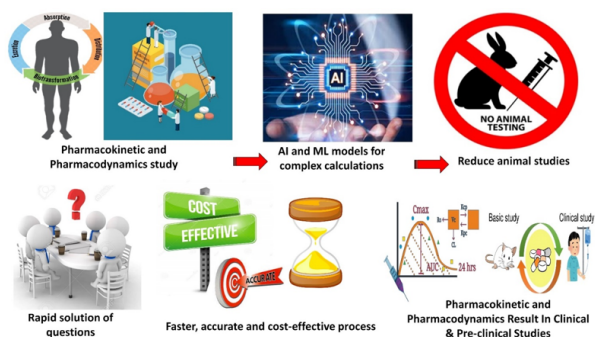 Absorption
Distribution
Biotransformation
Excretion
Pharmacokinetic and
Pharmacodynamics study
AI
AI and ML models for
complex calculations
NO ANIMAL
TESTING
Reduce animal studies
?
Rapid solution of
questions
COST
EFFECTIVE
ACCURATE
Faster, accurate and cost-effective process
Cmax
AUC
24 hrs
Basic study
Clinical study
Pharmacokinetic and
Pharmacodynamics Result In Clinical
& Pre-clinical Studies